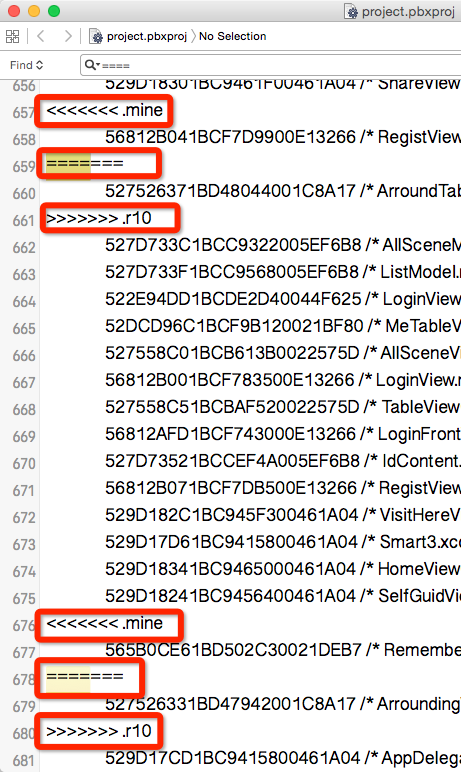 project.pbxproj
project.pbxproj No Selection
Find ====
656 529D18301BC9461F00461A04 /* ShareView
657 <<<<<<< .mine
658 56812B041BCF7D9900E13266 /* RegistView
659 =======
660 527526371BD48044001C8A17 /* ArroundTab
661 >>>>>>> .r10
662 527D733C1BCC9322005EF6B8 /* AllSceneM
663 527D733F1BCC9568005EF6B8 /* ListModel.
664 522E94DD1BCDE2D40044F625 /* LoginView
665 52DCD96C1BCF9B120021BF80 /* MeTableV
666 527558C01BCB613B0022575D /* AllSceneVi
667 56812B001BCF783500E13266 /* LoginView.
668 527558C51BCBAF520022575D /* TableView
669 56812AFD1BCF743000E13266 /* LoginFront
670 527D73521BCCEF4A005EF6B8 /* IdContent.
671 56812B071BCF7DB500E13266 /* RegistView
672 529D182C1BC945F300461A04 /* VisitHereV
673 529D17D61BC9415800461A04 /* Smart3.xc
674 529D18341BC9465000461A04 /* HomeView
675 529D18241BC9456400461A04 /* SelfGuidV
676 <<<<<<< .mine
677 565B0CE61BD502C30021DEB7 /* Remembe
678 =======
679 527526331BD47942001C8A17 /* Arrounding
680 >>>>>>> .r10
681 529D17CD1BC9415800461A04 /* AppDelega